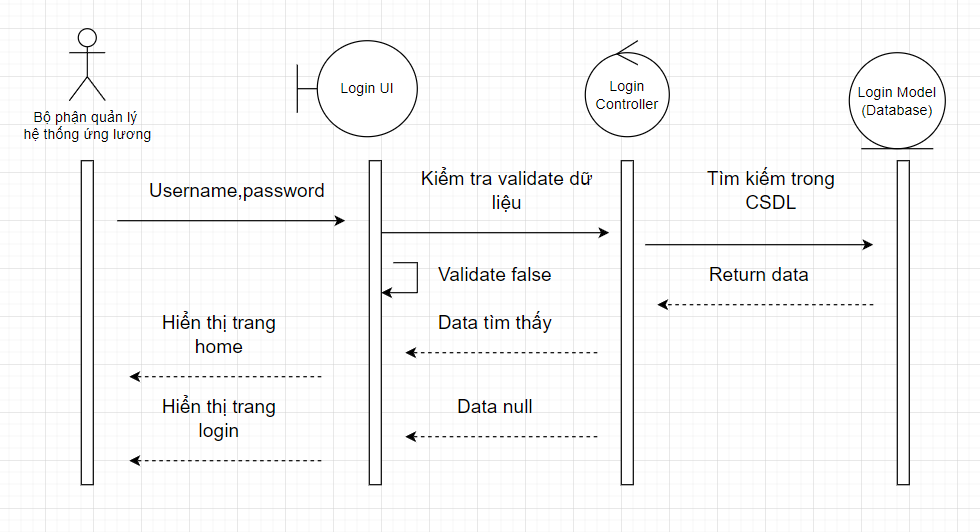 Bộ phận quản lý
hệ thống ứng lương
Login UI
Login
Controller
Login Model
(Database)
Username,password
Kiểm tra validate dữ
liệu
Tìm kiếm trong
CSDL
Validate false
Return data
Hiển thị trang
home
Data tìm thấy
Hiển thị trang
login
Data null